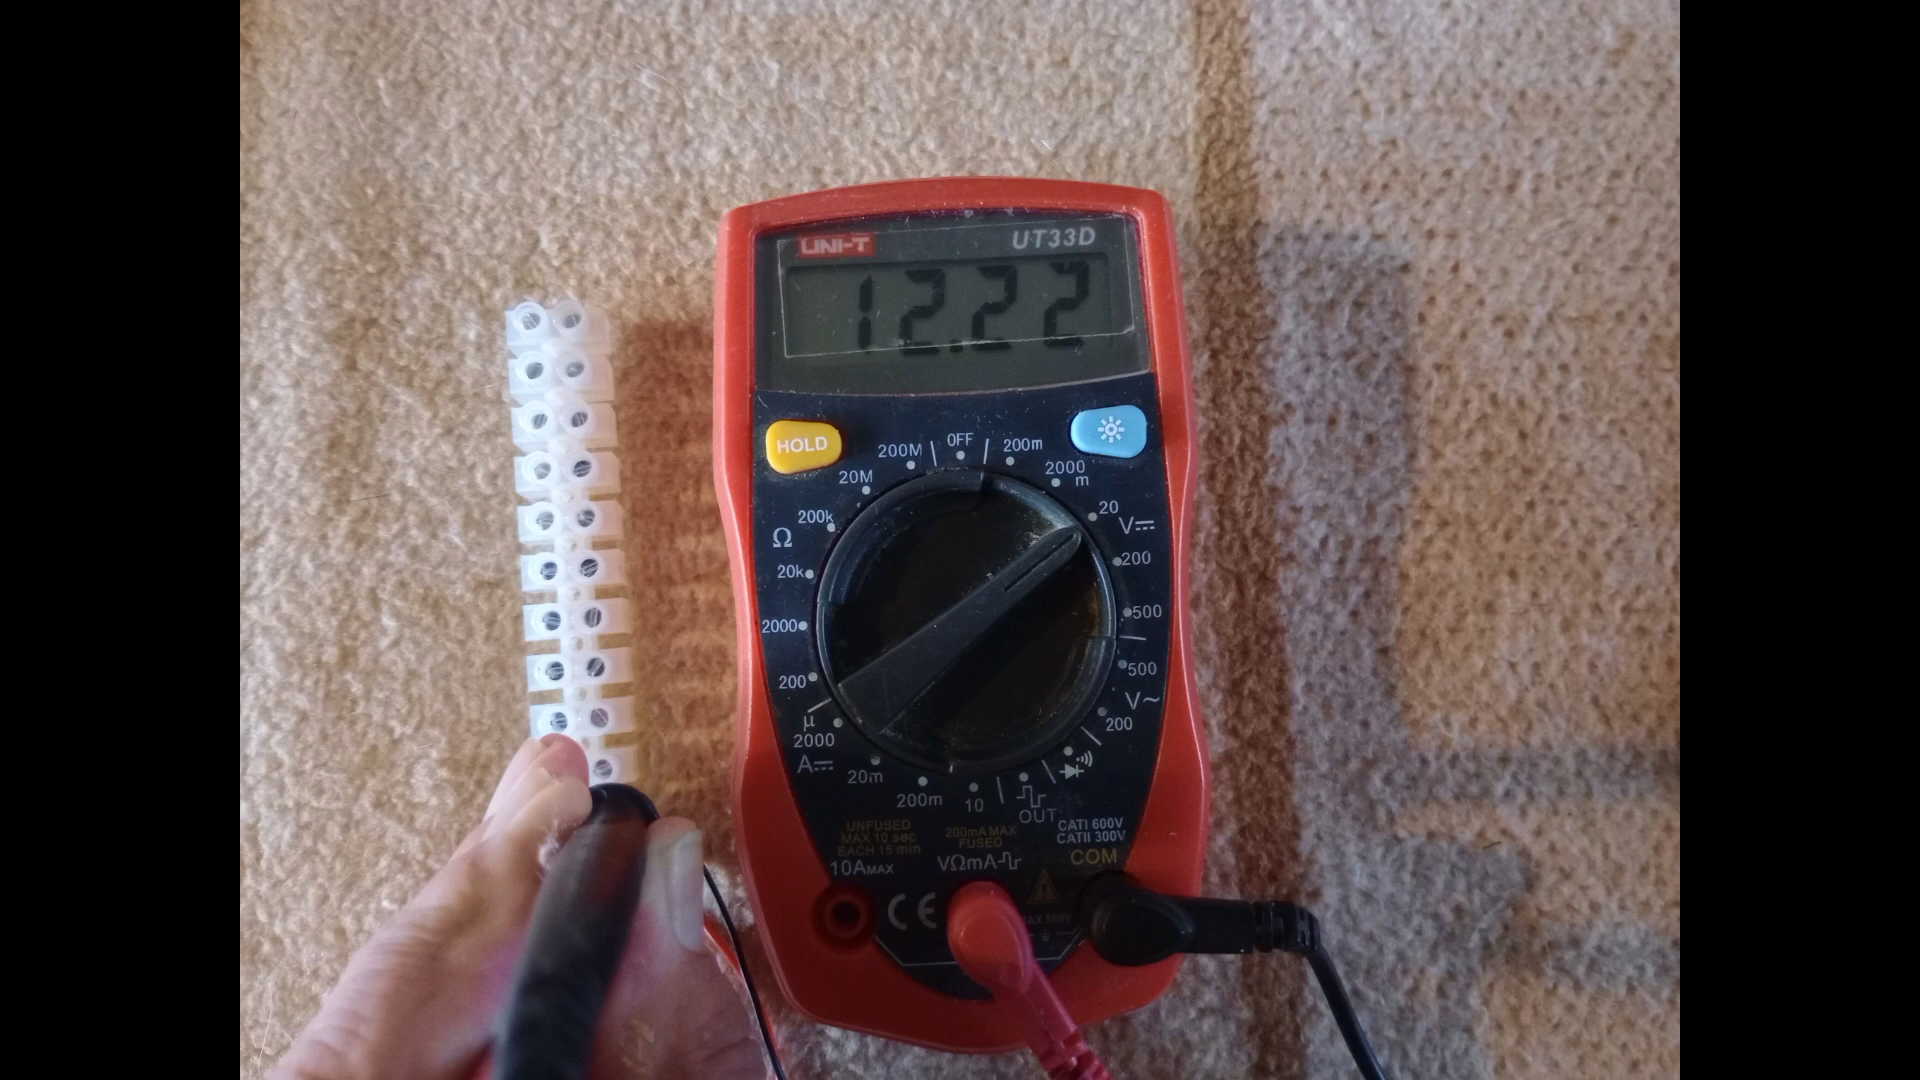 UNI-T UT33D
12.22
HOLD
OFF
200m
2000
m
20
V⎓
200
500
500
V~
200
OUT
10
200m
20m
A⎓
2000
µ
200
2000
20k
Ω
200k
20M
200M
UNFUSED
MAX 10 sec
EACH 15 min
10AMAX
200mA MAX
FUSED
VΩmA
CATI 600V
CATII 300V
COM
CE
MAX 500V